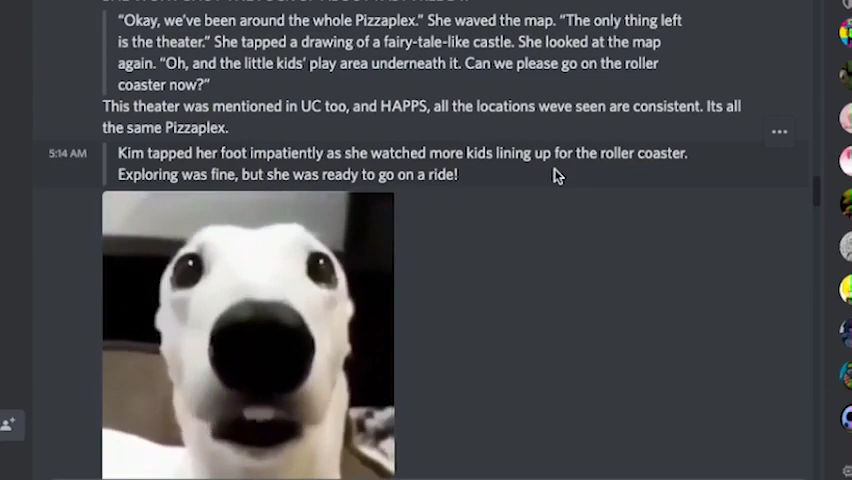 “Okay, we’ve been around the whole Pizzaplex.” She waved the map. “The only thing left
is the theater.” She tapped a drawing of a fairy-tale-like castle. She looked at the map
again. “Oh, and the little kids’ play area underneath it. Can we please go on the roller
coaster now?”
This theater was mentioned in UC too, and HAPPS, all the locations weve seen are consistent. Its all
the same Pizzaplex.
5:14 AM
Kim tapped her foot impatiently as she watched more kids lining up for the roller coaster.
Exploring was fine, but she was ready to go on a ride!